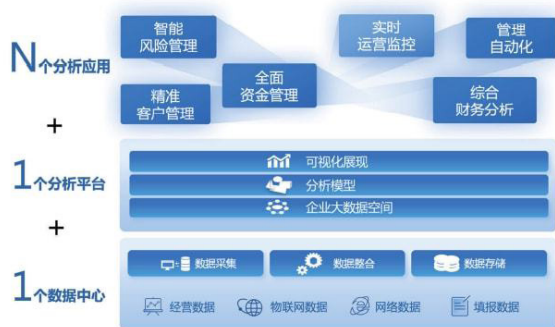 N个分析应用
智能
风险管理
实时
运营监控
管理
自动化
全面
资金管理
精准
客户管理
综合
财务分析
+
1个分析平台
可视化展现
分析模型
企业大数据空间
+
1个数据中心
数据采集
数据整合
数据存储
经营数据
物联网数据
网络数据
填报数据